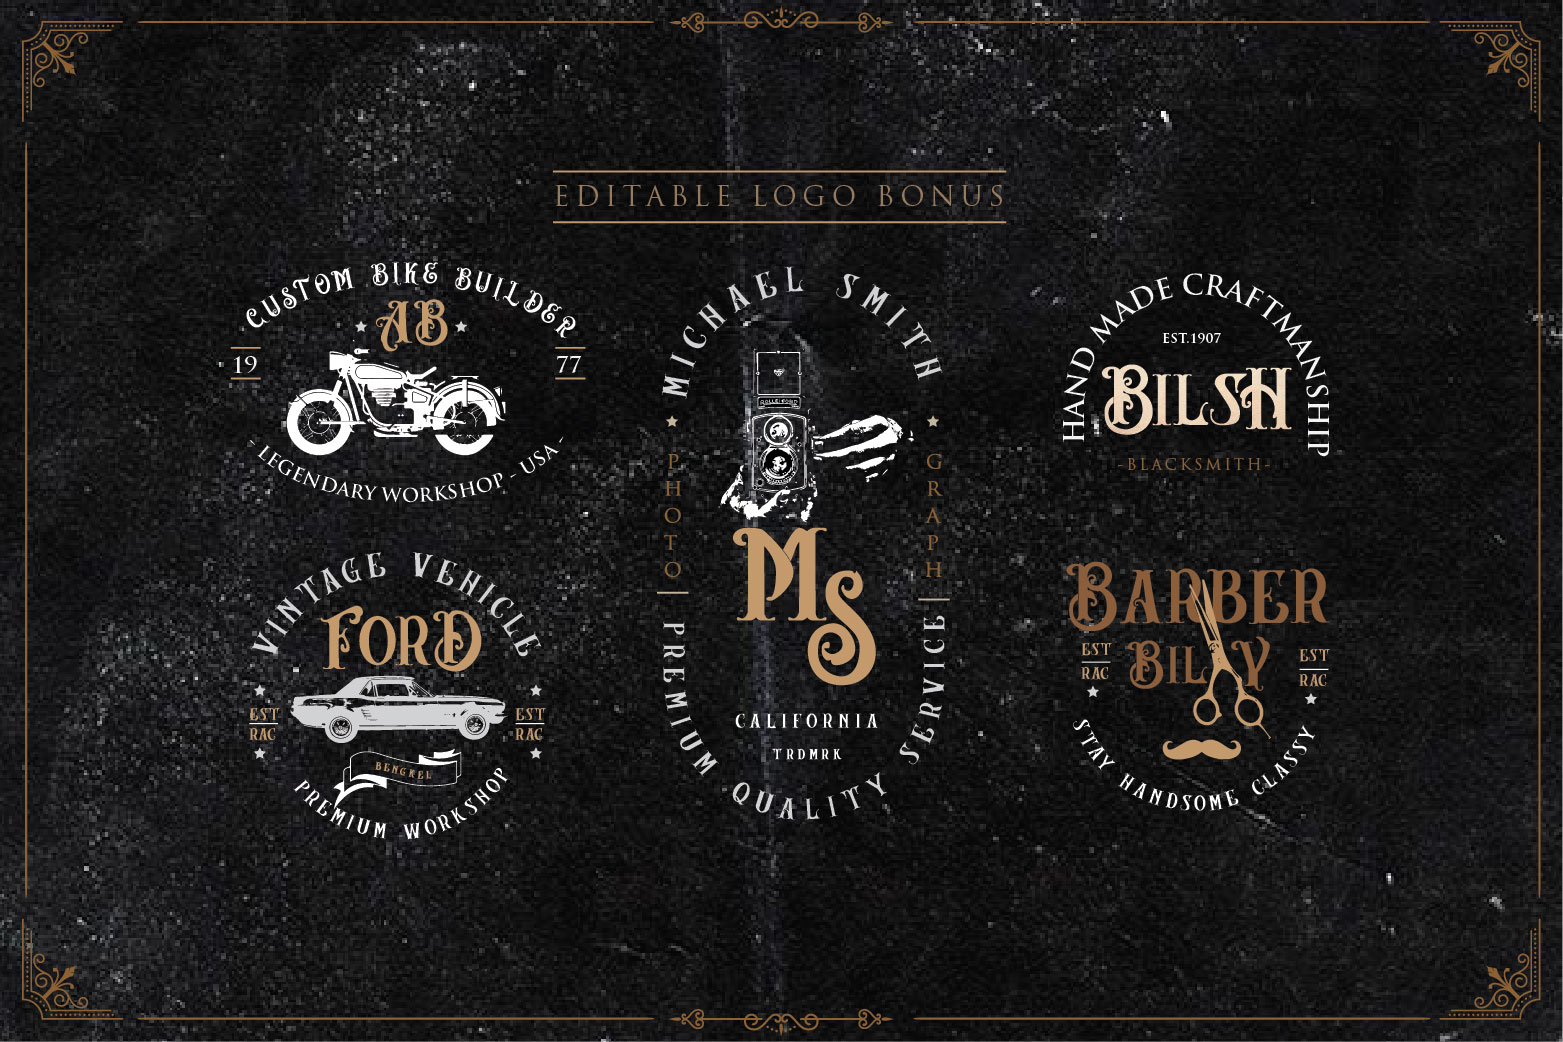 EDITABLE LOGO BONUS
CUSTOM BIKE BUILDER
AB
19
77
- LEGENDARY WORKSHOP - USA -
MICHAEL SMITH
ROLLEI-FORD
PHOTO
GRAPH
MS
CALIFORNIA
TRDMRK
PREMIUM QUALITY SERVICE
HAND MADE CRAFTMANSHIP
EST.1907
BILSH
-BLACKSMITH-
VINTAGE VEHICLE
FORD
EST
RAC
EST
RAC
BENGREL
PREMIUM WORKSHOP
BARBER
BILLY
EST
RAC
EST
RAC
STAY HANDSOME CLASSY